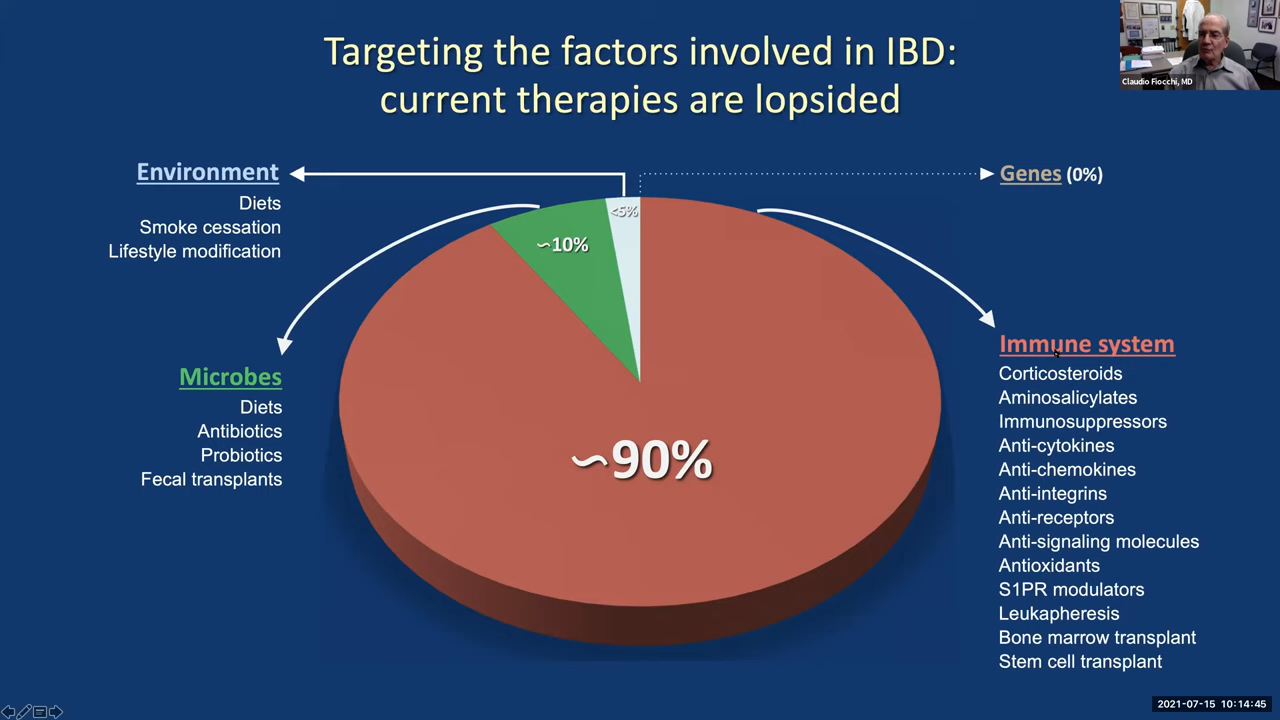 Targeting the factors involved in IBD:
current therapies are lopsided
Claudio Fiocchi, MD
Environment
Diets
Smoke cessation
Lifestyle modification
Genes (0%)
<5%
∽10%
∽90%
Microbes
Diets
Antibiotics
Probiotics
Fecal transplants
Immune system
Corticosteroids
Aminosalicylates
Immunosuppressors
Anti-cytokines
Anti-chemokines
Anti-integrins
Anti-receptors
Anti-signaling molecules
Antioxidants
S1PR modulators
Leukapheresis
Bone marrow transplant
Stem cell transplant
2021-07-15 10:14:45